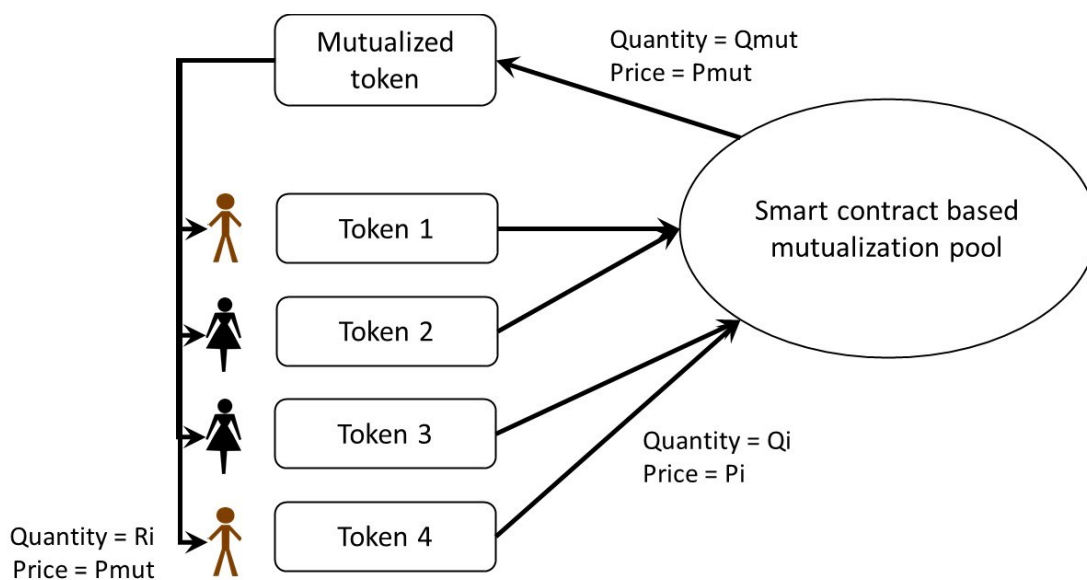 Mutualized
token
Quantity = Qmut
Price = Pmut
Smart contract based
mutualization pool
Token 1
Token 2
Token 3
Token 4
Quantity = Qi
Price = Pi
Quantity = Ri
Price = Pmut